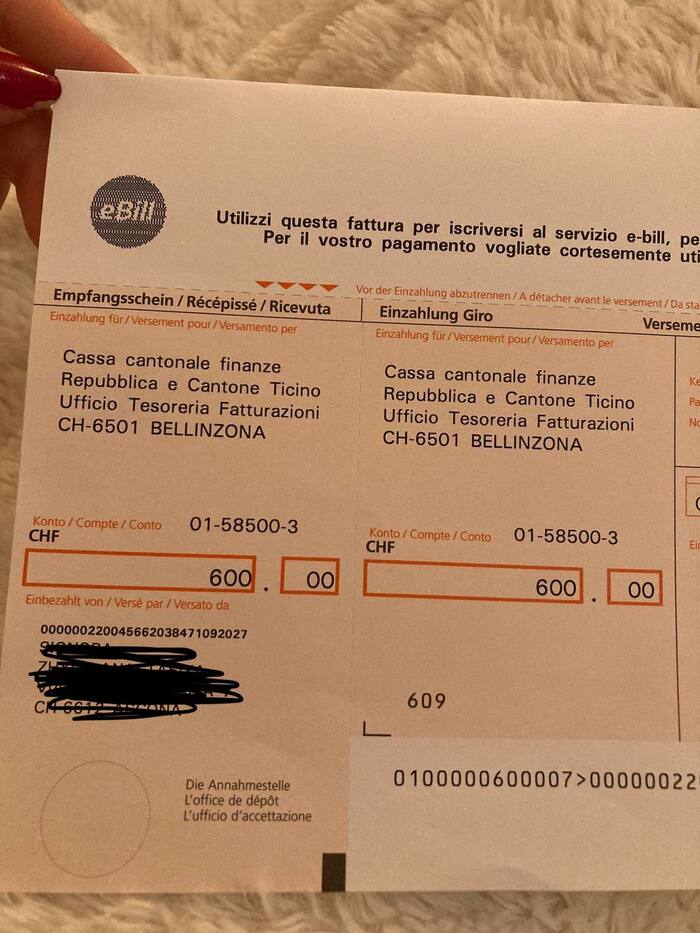 eBill
Utilizzi questa fattura per iscriversi al servizio e-bill, pe
Per il vostro pagamento vogliate cortesemente uti
Vor der Einzahlung abzutrennen / A détacher avant le versement / Da sta
Empfangsschein / Récépissé / Ricevuta
Einzahlung für / Versement pour / Versamento per
Cassa cantonale finanze
Repubblica e Cantone Ticino
Ufficio Tesoreria Fatturazioni
CH-6501 BELLINZONA
Konto / Compte / Conto 01-58500-3
CHF
600 . 00
Einbezahlt von / Versé par / Versato da
000000220045662038471092027
Die Annahmestelle
L'office de dépôt
L'ufficio d'accettazione
Einzahlung Giro
Verseme
Einzahlung für / Versement pour / Versamento per
Cassa cantonale finanze
Repubblica e Cantone Ticino
Ufficio Tesoreria Fatturazioni
CH-6501 BELLINZONA
Konto / Compte / Conto 01-58500-3
CHF
600 . 00
609
0100000600007>00000022
Ke
Pa
No
Ei